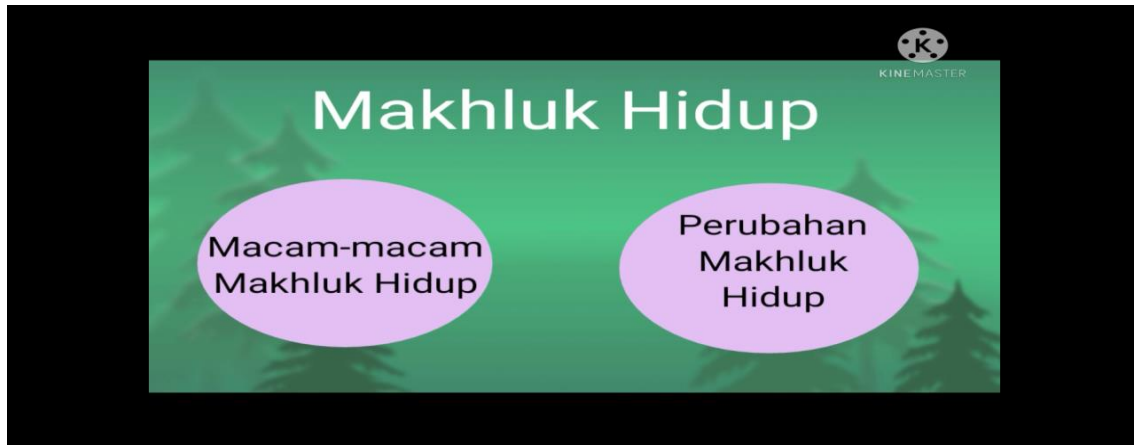 K
KINEMASTER
Makhluk Hidup
Macam-macam
Makhluk Hidup
Perubahan
Makhluk
Hidup